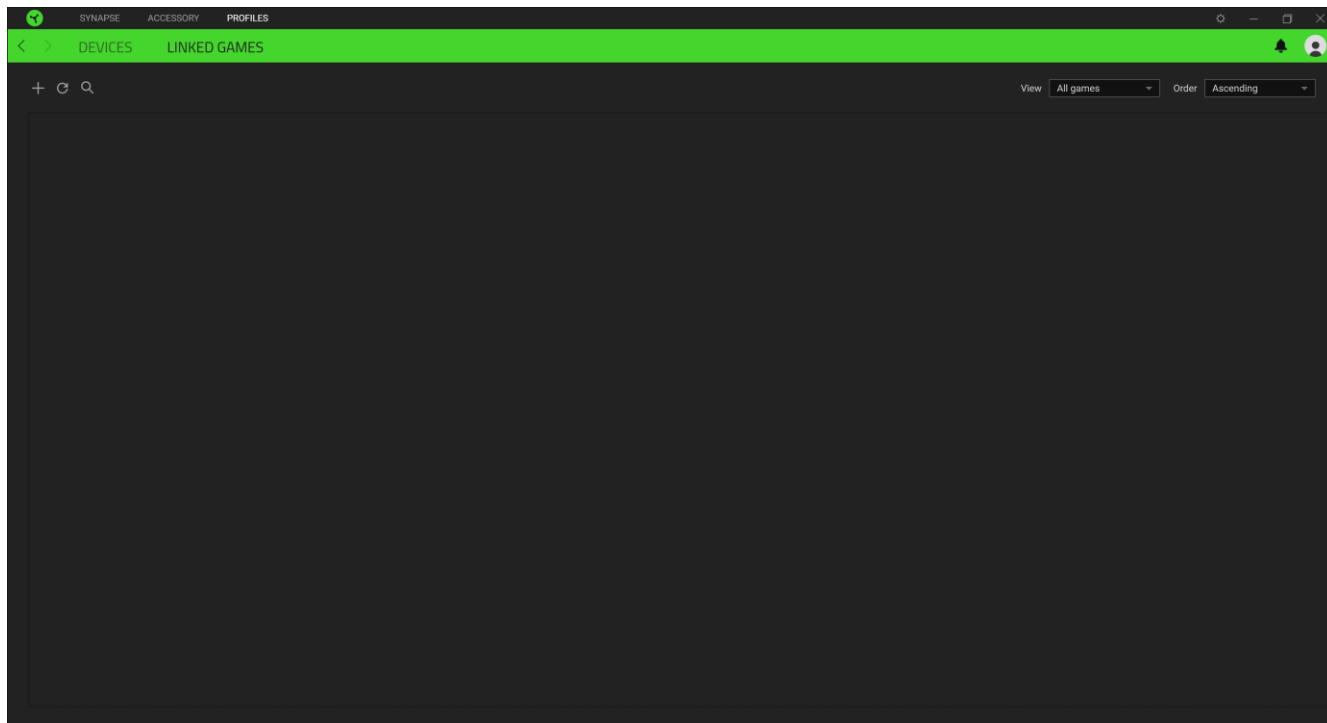 SYNAPSE ACCESSORY PROFILES
DEVICES LINKED GAMES
View All games Order Ascending